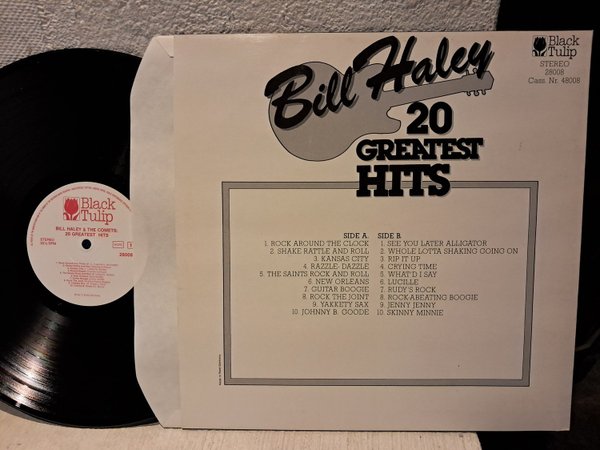 Black
Tulip
STEREO
28008
Cass. Nr. 48008
Bill Haley
20
GREATEST
HITS
SIDE A.
1. ROCK AROUND THE CLOCK
2. SHAKE RATTLE AND ROLL
3. KANSAS CITY
4. RAZZLE-DAZZLE
5. THE SAINTS ROCK AND ROLL
6. NEW ORLEANS
7. GUITAR BOOGIE
8. ROCK THE JOINT
9. YAKKETY SAX
10. JOHNNY B. GOODE
SIDE B.
1. SEE YOU LATER ALLIGATOR
2. WHOLE LOTTA SHAKING GOING ON
3. RIP IT UP
4. CRYING TIME
5. WHAT'D I SAY
6. LUCILLE
7. RUDY'S ROCK
8. ROCK-A-BEATING BOOGIE
9. JENNY JENNY
10. SKINNY MINNIE
Black
Tulip
BILL HALEY & THE COMETS:
20 GREATEST HITS
STEREO
28008